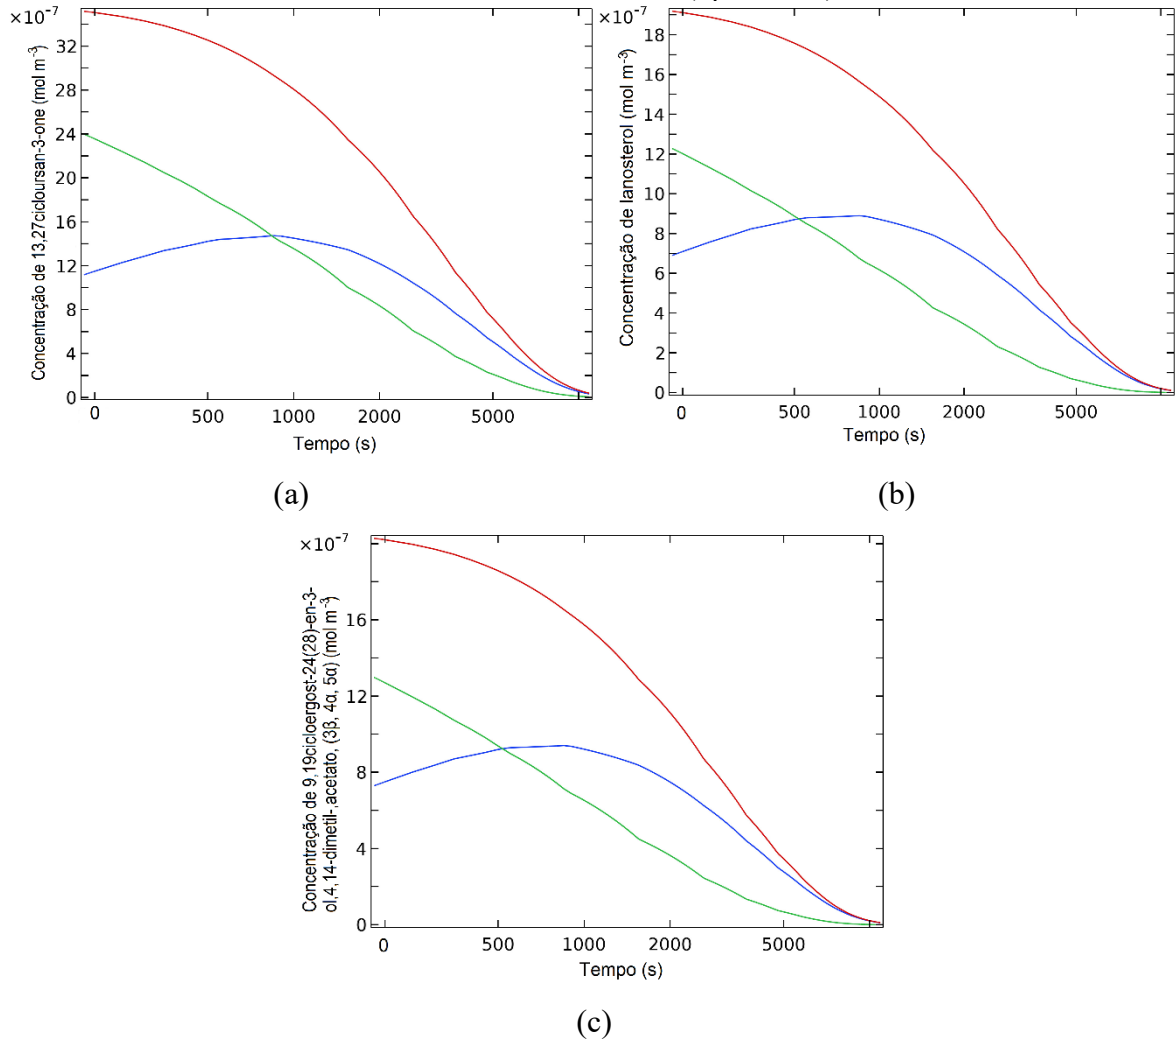 ×10⁻⁷
Concentração de 13,27cicloursan-3-one (mol m⁻³)
32
28
24
20
16
12
8
4
0
0 500 1000 2000 5000
Tempo (s)
(a)
×10⁻⁷
Concentração de lanosterol (mol m⁻³)
18
16
14
12
10
8
6
4
2
0
0 500 1000 2000 5000
Tempo (s)
(b)
×10⁻⁷
Concentração de 9,19cicloergost-24(28)-en-3-
ol,4,14-dimetil-,acetato, (3β, 4α, 5α) (mol m⁻³)
16
12
8
4
0
0 500 1000 2000 5000
Tempo (s)
(c)